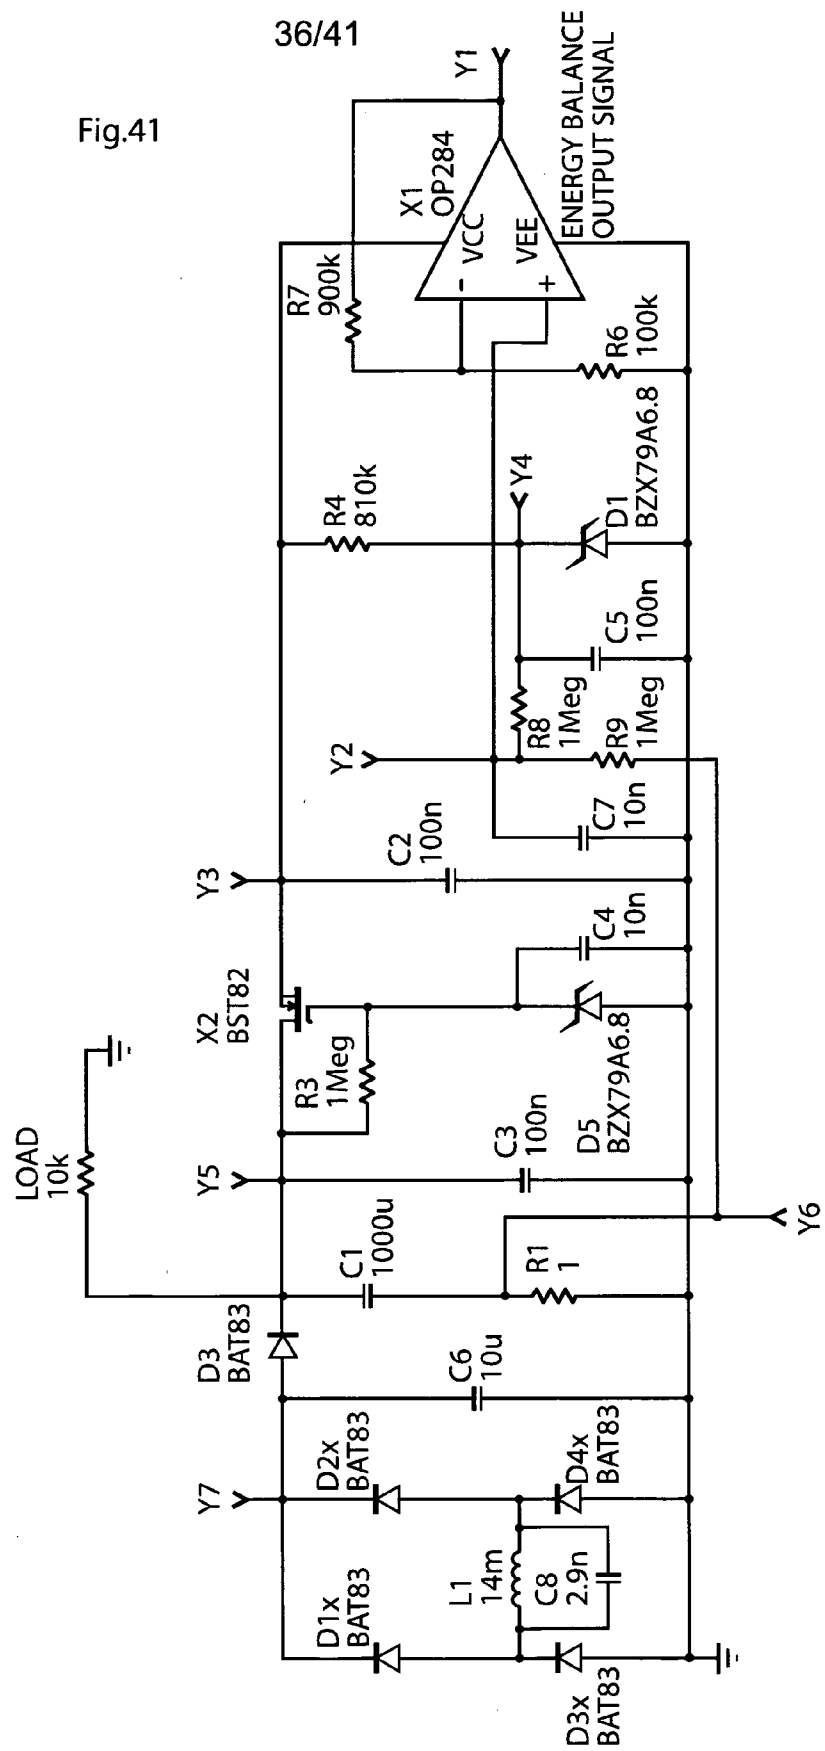 36/41
Fig.41
Y1
X1
OP284
VCC
VEE
-
+
ENERGY BALANCE
OUTPUT SIGNAL
R7
900k
R6
100k
R4
810k
Y4
D1
BZX79A6.8
C5
100n
R8
1Meg
R9
1Meg
Y2
C7
10n
C2
100n
Y3
C4
10n
X2
BST82
R3
1Meg
D5
BZX79A6.8
LOAD
10k
Y5
C3
100n
C1
1000u
R1
1
Y6
D3
BAT83
C6
10u
Y7
D2x
BAT83
D4x
BAT83
L1
14m
C8
2.9n
D1x
BAT83
D3x
BAT83